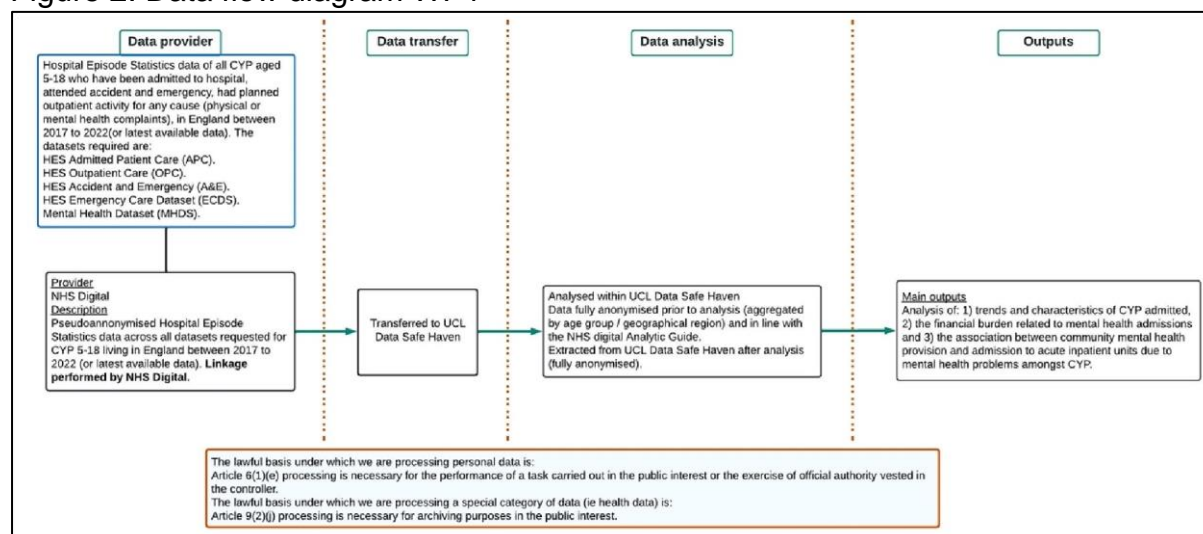 Figure 2: Data flow diagram WP1
Data provider
Hospital Episode Statistics data of all CYP aged
5-18 who have been admitted to hospital,
attended accident and emergency, had planned
outpatient activity for any cause (physical or
mental health complaints), in England between
2017 to 2022(or latest available data). The
datasets required are:
HES Admitted Patient Care (APC).
HES Outpatient Care (OPC).
HES Accident and Emergency (A&E).
HES Emergency Care Dataset (ECDS).
Mental Health Dataset (MHDS).
Provider
NHS Digital
Description
Pseudoannonymised Hospital Episode
Statistics data across all datasets requested for
CYP 5-18 living in England between 2017 to
2022 (or latest available data). Linkage
performed by NHS Digital.
Data transfer
Transferred to UCL
Data Safe Haven
Data analysis
Analysed within UCL Data Safe Haven
Data fully anonymised prior to analysis (aggregated
by age group / geographical region) and in line with
the NHS digital Analytic Guide.
Extracted from UCL Data Safe Haven after analysis
(fully anonymised).
Outputs
Main outputs
Analysis of: 1) trends and characteristics of CYP admitted,
2) the financial burden related to mental health admissions
and 3) the association between community mental health
provision and admission to acute inpatient units due to
mental health problems amongst CYP.
The lawful basis under which we are processing personal data is:
Article 6(1)(e) processing is necessary for the performance of a task carried out in the public interest or the exercise of official authority vested in
the controller.
The lawful basis under which we are processing a special category of data (ie health data) is:
Article 9(2)(j) processing is necessary for archiving purposes in the public interest.